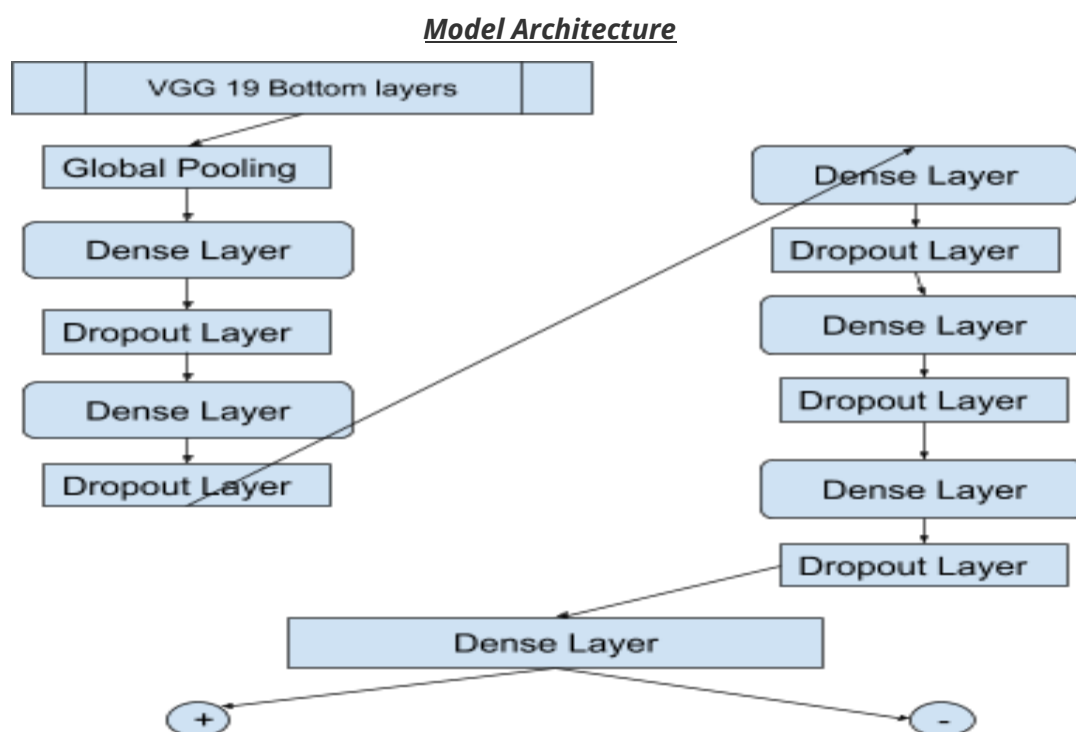 Model Architecture
VGG 19 Bottom layers
Global Pooling
Dense Layer
Dropout Layer
Dense Layer
Dropout Layer
Dense Layer
Dropout Layer
Dense Layer
Dropout Layer
Dense Layer
Dropout Layer
Dense Layer
+
-